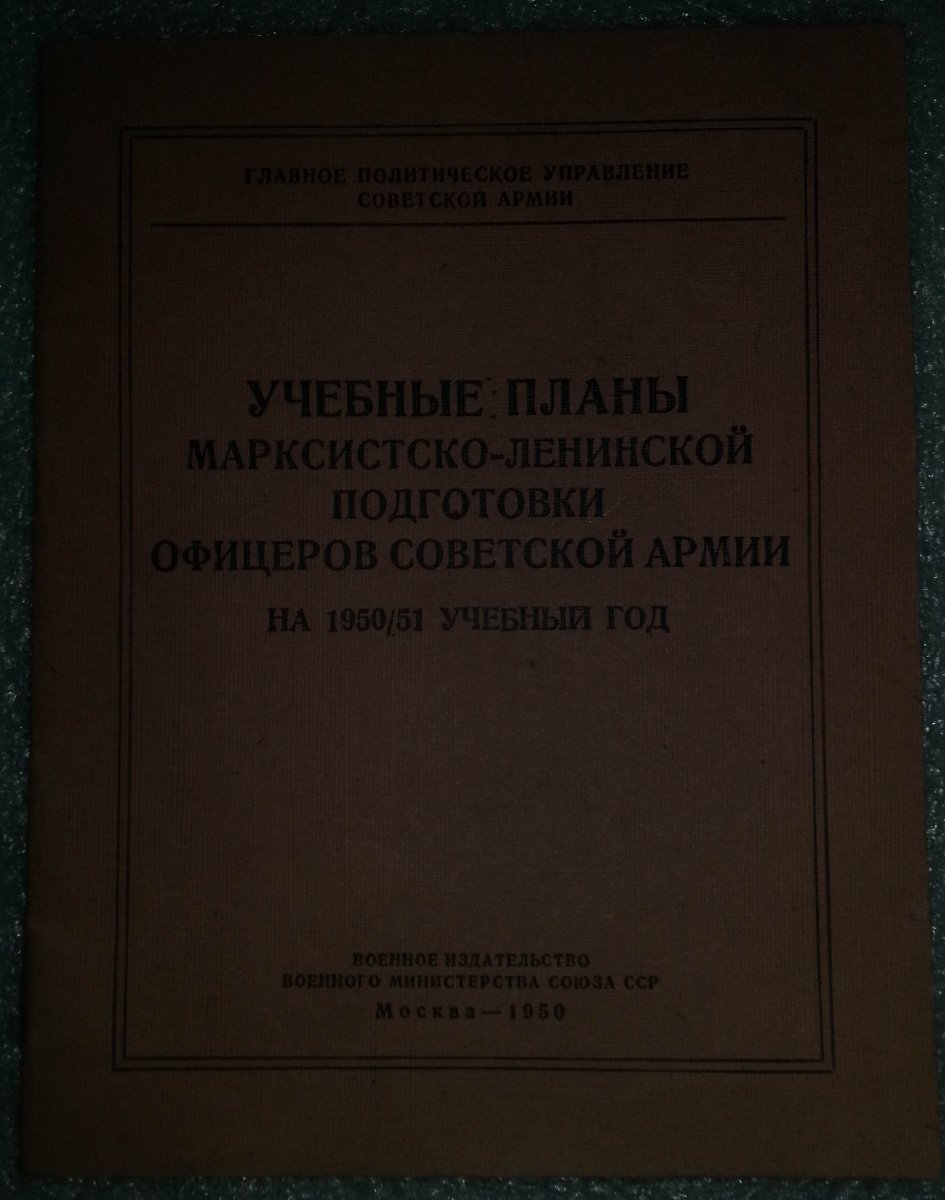 ГЛАВНОЕ ПОЛИТИЧЕСКОЕ УПРАВЛЕНИЕ
СОВЕТСКОЙ АРМИИ
УЧЕБНЫЕ ПЛАНЫ
МАРКСИСТСКО-ЛЕНИНСКОЙ
ПОДГОТОВКИ
ОФИЦЕРОВ СОВЕТСКОЙ АРМИИ
НА 1950/51 УЧЕБНЫЙ ГОД
ВОЕННОЕ ИЗДАТЕЛЬСТВО
ВОЕННОГО МИНИСТЕРСТВА СОЮЗА ССР
Москва — 1950